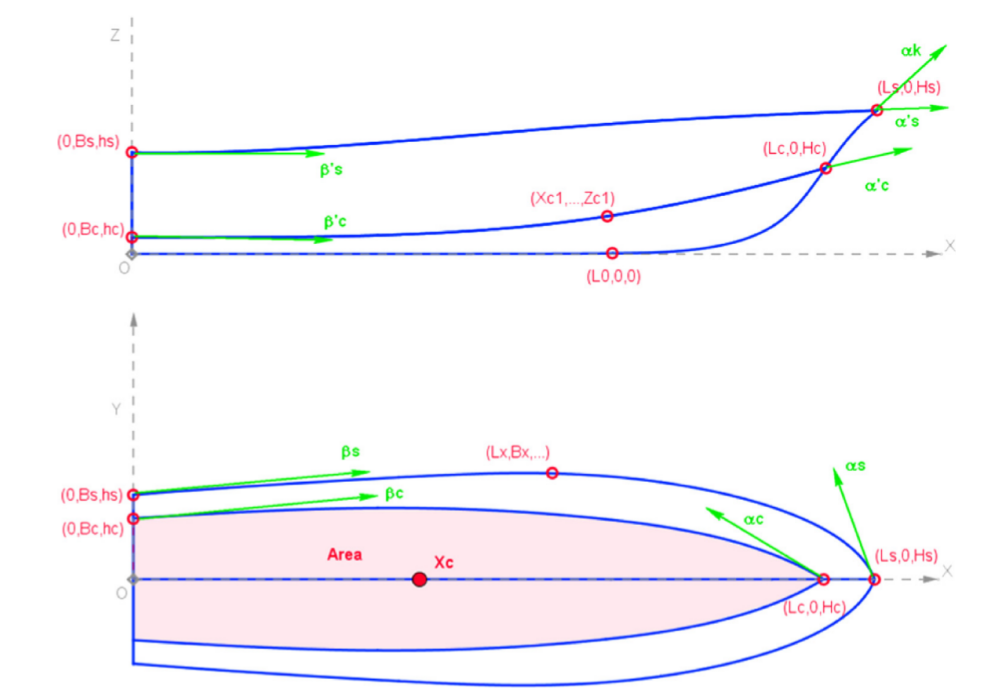 Z
αk
(Ls,0,Hs)
α's
(0,Bs,hs)
(Lc,0,Hc)
β's
α'c
(Xc1,...,Zc1)
β'c
(0,Bc,hc)
X
O
(L0,0,0)
Y
βs
(Lx,Bx,...)
αs
(0,Bs,hs)
βc
αc
(0,Bc,hc)
Area
Xc
(Ls,0,Hs)
X
O
(Lc,0,Hc)